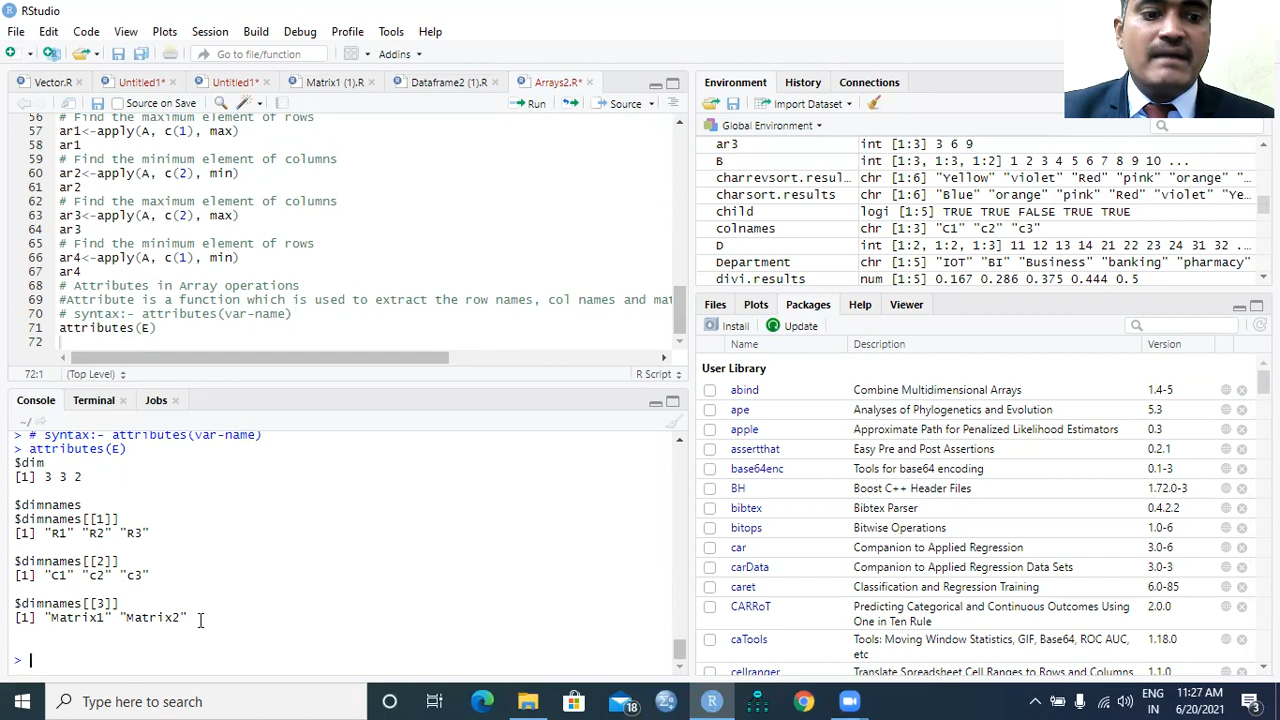 RStudio
File Edit Code View Plots Session Build Debug Profile Tools Help
Go to file/function Addins
Vector.R Untitled1* Untitled1* Matrix1 (1).R Dataframe2 (1).R Arrays2.R*
Source on Save Run Source
56 # Find the maximum element of rows
57 ar1<-apply(A, c(1), max)
58 ar1
59 # Find the minimum element of columns
60 ar2<-apply(A, c(2), min)
61 ar2
62 # Find the maximum element of columns
63 ar3<-apply(A, c(2), max)
64 ar3
65 # Find the minimum element of rows
66 ar4<-apply(A, c(1), min)
67 ar4
68 # Attributes in Array operations
69 #Attribute is a function which is used to extract the row names, col names and mat
70 # syntax:- attributes(var-name)
71 attributes(E)
72
72:1 (Top Level) R Script
Console Terminal Jobs
~/
> # syntax:- attributes(var-name)
> attributes(E)
$dim
[1] 3 3 2
$dimnames
$dimnames[[1]]
[1] "R1" "R2" "R3"
$dimnames[[2]]
[1] "C1" "c2" "c3"
$dimnames[[3]]
[1] "Matrix1" "Matrix2"
>
Environment History Connections
Import Dataset
Global Environment
ar3 int [1:3] 3 6 9
B int [1:3, 1:3, 1:2] 1 2 3 4 5 6 7 8 9 10 ...
charrevsort.resul… chr [1:6] "Yellow" "violet" "Red" "pink" "orange" "…
charsort.results chr [1:6] "Blue" "orange" "pink" "Red" "violet" "Ye…
child logi [1:5] TRUE TRUE FALSE TRUE TRUE
colnames chr [1:3] "C1" "c2" "c3"
D int [1:2, 1:2, 1:3] 11 12 13 14 21 22 23 24 31 32 ..
Department chr [1:5] "IOT" "BI" "Business" "banking" "pharmacy"
divi.results num [1:5] 0.167 0.286 0.375 0.444 0.5
Files Plots Packages Help Viewer
Install Update
Name Description Version
User Library
abind Combine Multidimensional Arrays 1.4-5
ape Analyses of Phylogenetics and Evolution 5.3
apple Approximate Path for Penalized Likelihood Estimators 0.3
assertthat Easy Pre and Post Assertions 0.2.1
base64enc Tools for base64 encoding 0.1-3
BH Boost C++ Header Files 1.72.0-3
bibtex Bibtex Parser 0.4.2.2
bitops Bitwise Operations 1.0-6
car Companion to Applied Regression 3.0-6
carData Companion to Applied Regression Data Sets 3.0-3
caret Classification and Regression Training 6.0-85
CARRoT Predicting Categorical and Continuous Outcomes Using 2.0.0
One in Ten Rule
caTools Tools: Moving Window Statistics, GIF, Base64, ROC AUC, 1.18.0
etc
cellranger Translate Spreadsheet Cell Ranges to Rows and Columns 1.1.0
Type here to search
18
ENG
IN
11:27 AM
6/20/2021
3